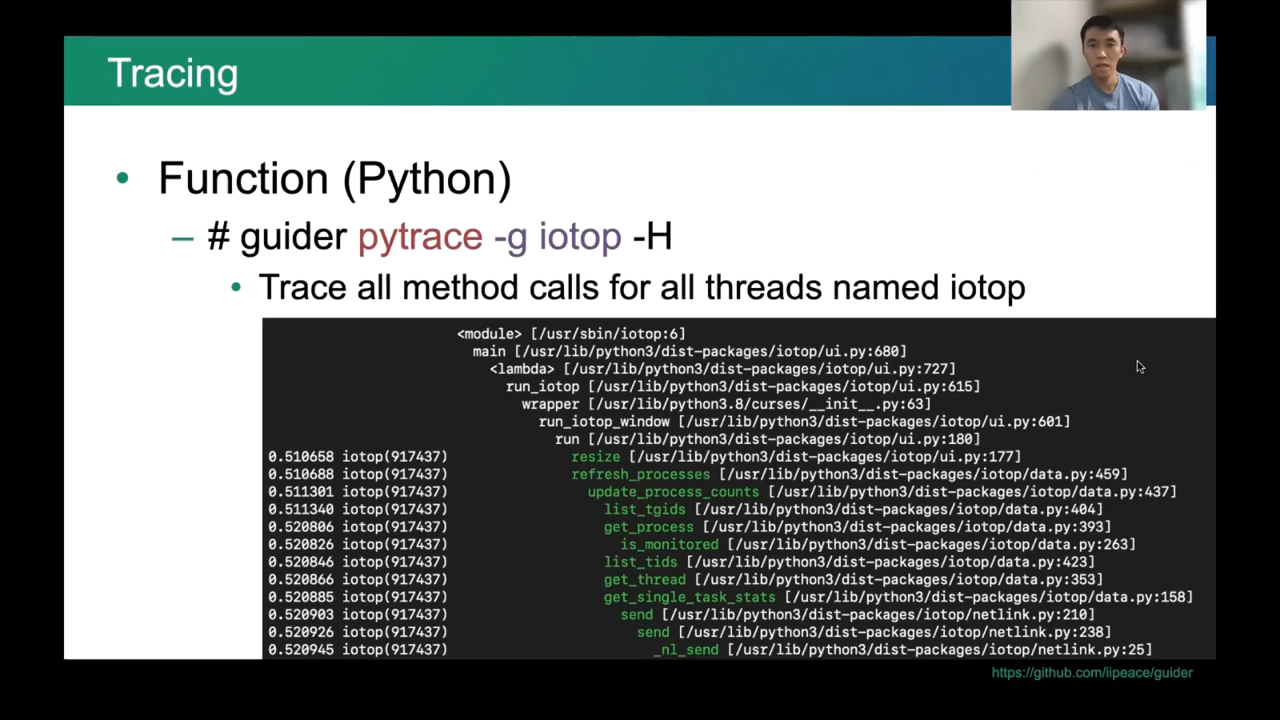 Tracing
• Function (Python)
– # guider pytrace -g iotop -H
• Trace all method calls for all threads named iotop
<module> [/usr/sbin/iotop:6]
main [/usr/lib/python3/dist-packages/iotop/ui.py:680]
<lambda> [/usr/lib/python3/dist-packages/iotop/ui.py:727]
run_iotop [/usr/lib/python3/dist-packages/iotop/ui.py:615]
wrapper [/usr/lib/python3.8/curses/__init__.py:63]
run_iotop_window [/usr/lib/python3/dist-packages/iotop/ui.py:601]
run [/usr/lib/python3/dist-packages/iotop/ui.py:180]
0.510658 iotop(917437) resize [/usr/lib/python3/dist-packages/iotop/ui.py:177]
0.510688 iotop(917437) refresh_processes [/usr/lib/python3/dist-packages/iotop/data.py:459]
0.511301 iotop(917437) update_process_counts [/usr/lib/python3/dist-packages/iotop/data.py:437]
0.511340 iotop(917437) list_tgids [/usr/lib/python3/dist-packages/iotop/data.py:404]
0.520806 iotop(917437) get_process [/usr/lib/python3/dist-packages/iotop/data.py:393]
0.520826 iotop(917437) is_monitored [/usr/lib/python3/dist-packages/iotop/data.py:263]
0.520846 iotop(917437) list_tids [/usr/lib/python3/dist-packages/iotop/data.py:423]
0.520866 iotop(917437) get_thread [/usr/lib/python3/dist-packages/iotop/data.py:353]
0.520885 iotop(917437) get_single_task_stats [/usr/lib/python3/dist-packages/iotop/data.py:158]
0.520903 iotop(917437) send [/usr/lib/python3/dist-packages/iotop/netlink.py:210]
0.520926 iotop(917437) send [/usr/lib/python3/dist-packages/iotop/netlink.py:238]
0.520945 iotop(917437) _nl_send [/usr/lib/python3/dist-packages/iotop/netlink.py:25]
https://github.com/iipeace/guider